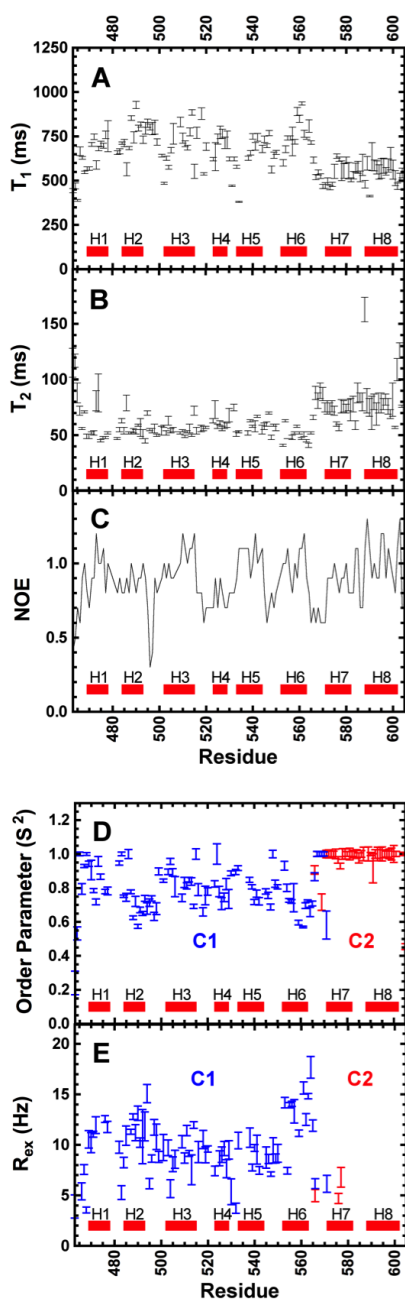 480 500 520 540 560 580 600
A
T1 (ms)
1250
1000
750
500
250
0
H1 H2 H3 H4 H5 H6 H7 H8
B
T2 (ms)
150
100
50
0
H1 H2 H3 H4 H5 H6 H7 H8
C
NOE
1.0
0.5
0.0
H1 H2 H3 H4 H5 H6 H7 H8
480 500 520 540 560 580 600
Residue
D
Order Parameter (S2)
1.2
1.0
0.8
0.6
0.4
0.2
0.0
C1 C2
H1 H2 H3 H4 H5 H6 H7 H8
E
Rex (Hz)
20
15
10
5
0
C1 C2
H1 H2 H3 H4 H5 H6 H7 H8
480 500 520 540 560 580 600
Residue